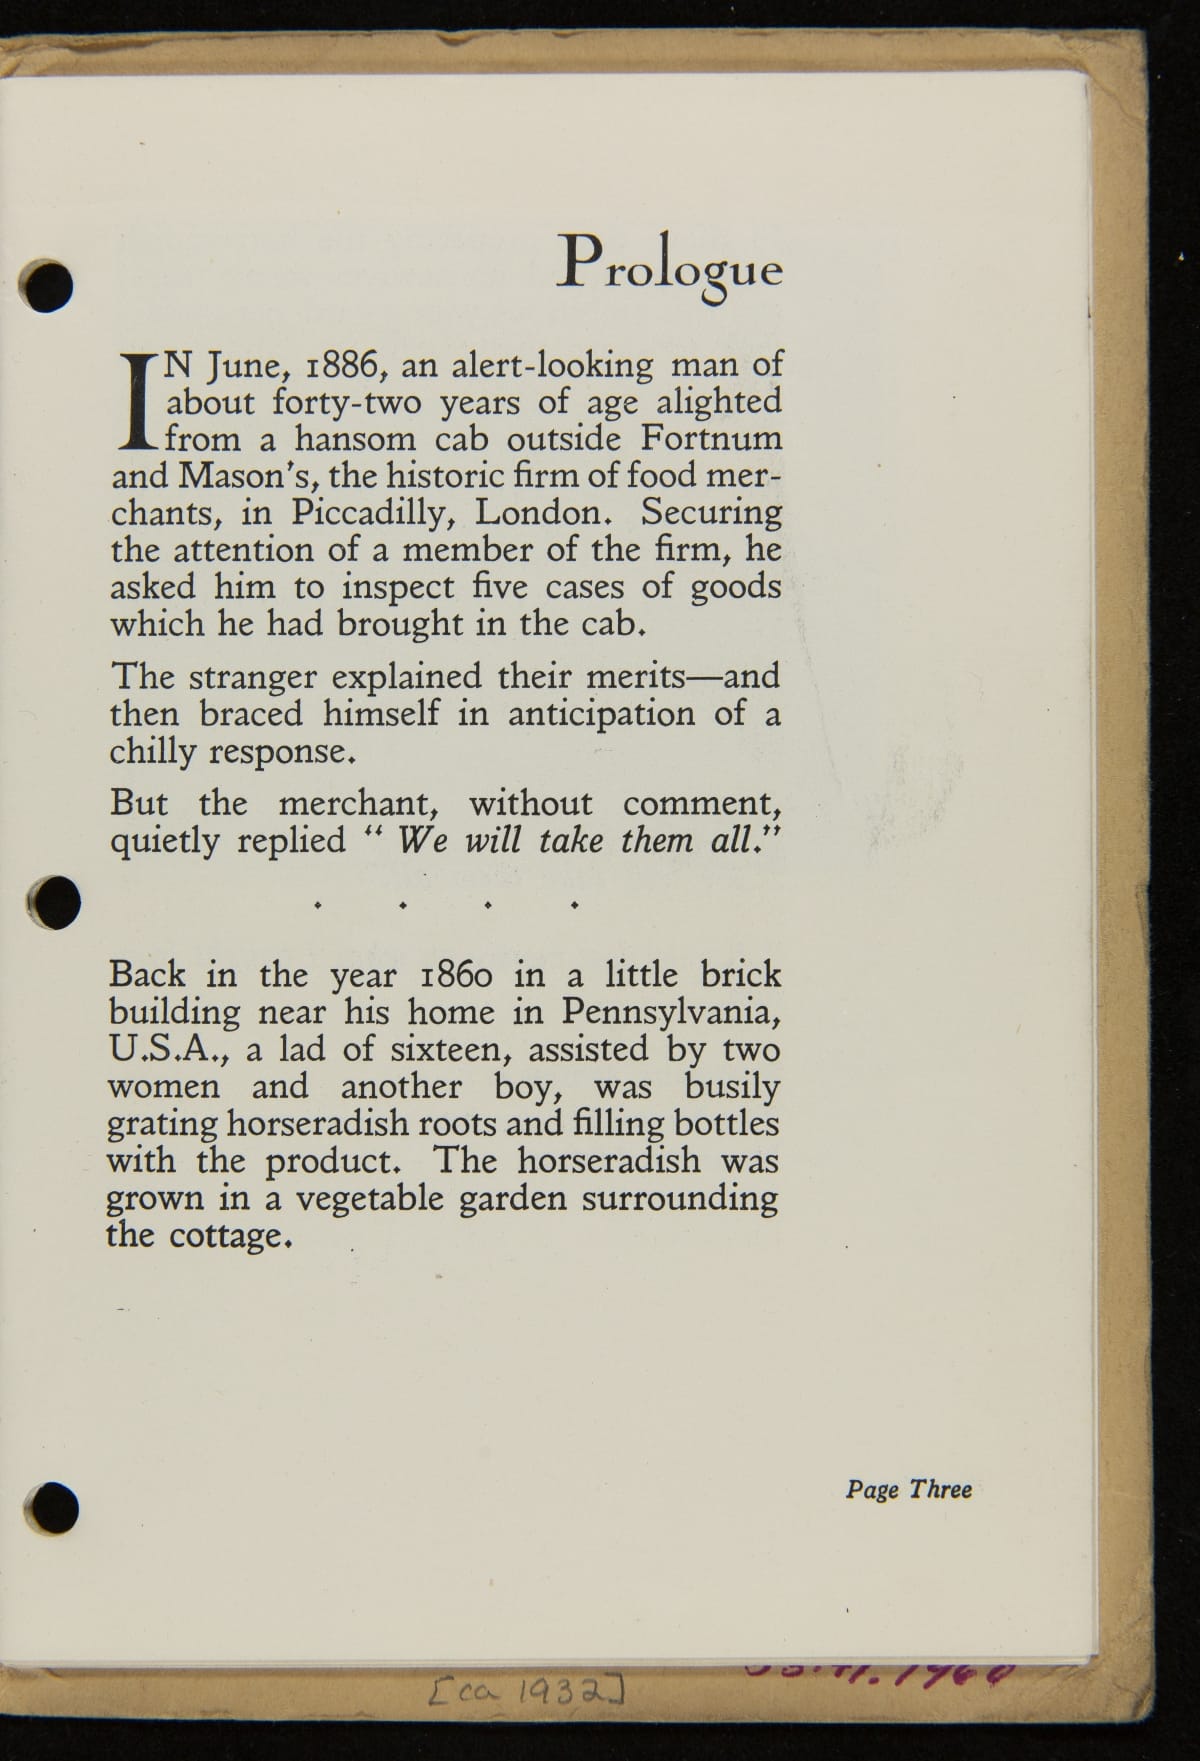 Prologue
IN June, 1886, an alert-looking man of
about forty-two years of age alighted
from a hansom cab outside Fortnum
and Mason's, the historic firm of food mer-
chants, in Piccadilly, London. Securing
the attention of a member of the firm, he
asked him to inspect five cases of goods
which he had brought in the cab.
The stranger explained their merits—and
then braced himself in anticipation of a
chilly response.
But the merchant, without comment,
quietly replied “ We will take them all.”
Back in the year 1860 in a little brick
building near his home in Pennsylvania,
U.S.A., a lad of sixteen, assisted by two
women and another boy, was busily
grating horseradish roots and filling bottles
with the product. The horseradish was
grown in a vegetable garden surrounding
the cottage.
Page Three
[ca 1932]